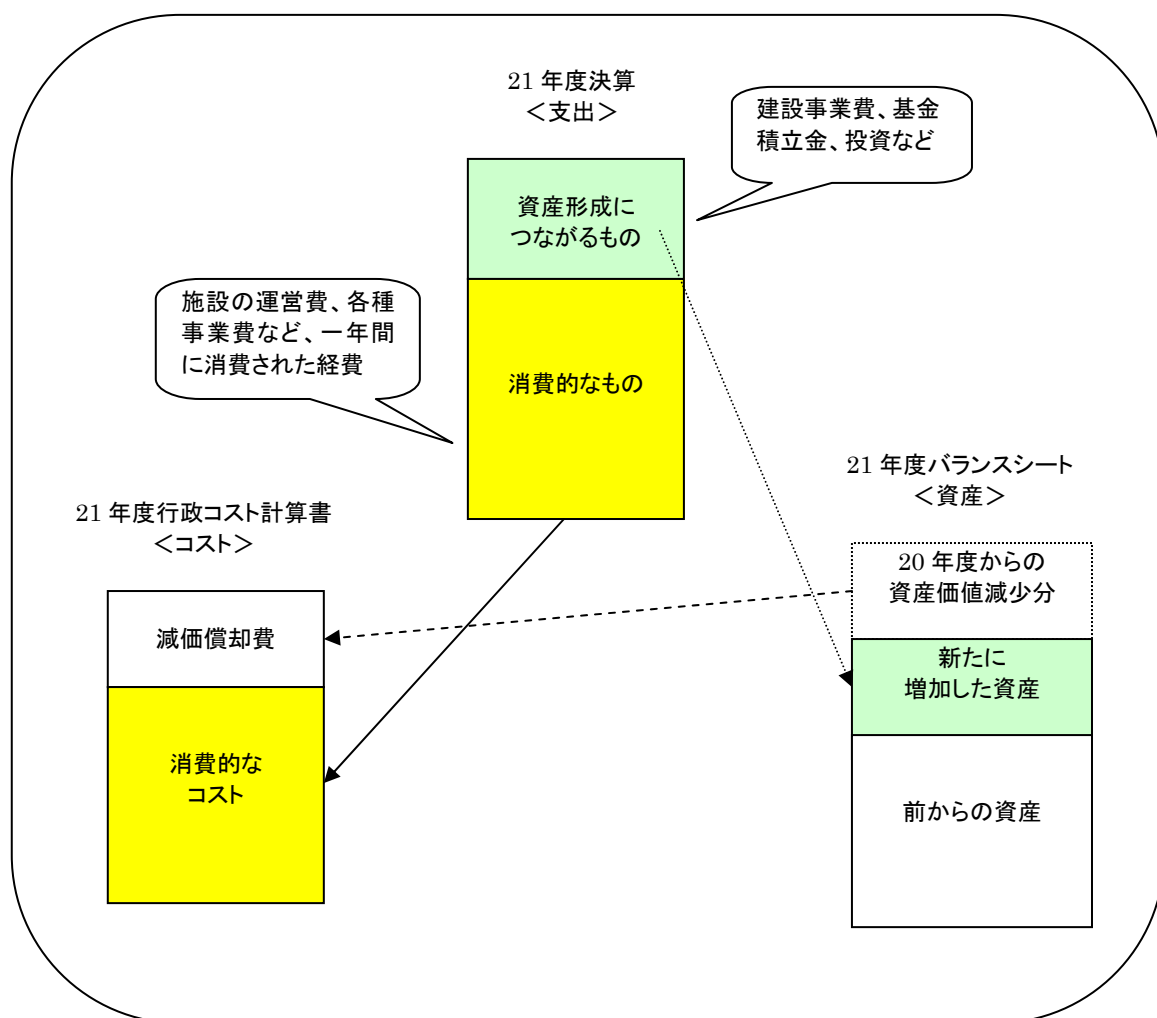 21 年度決算
＜支出＞
建設事業費、基金
積立金、投資など
資産形成に
つながるもの
施設の運営費、各種
事業費など、一年間
に消費された経費
消費的なもの
21 年度バランスシート
＜資産＞
21 年度行政コスト計算書
＜コスト＞
20 年度からの
資産価値減少分
減価償却費
新たに
増加した資産
消費的な
コスト
前からの資産